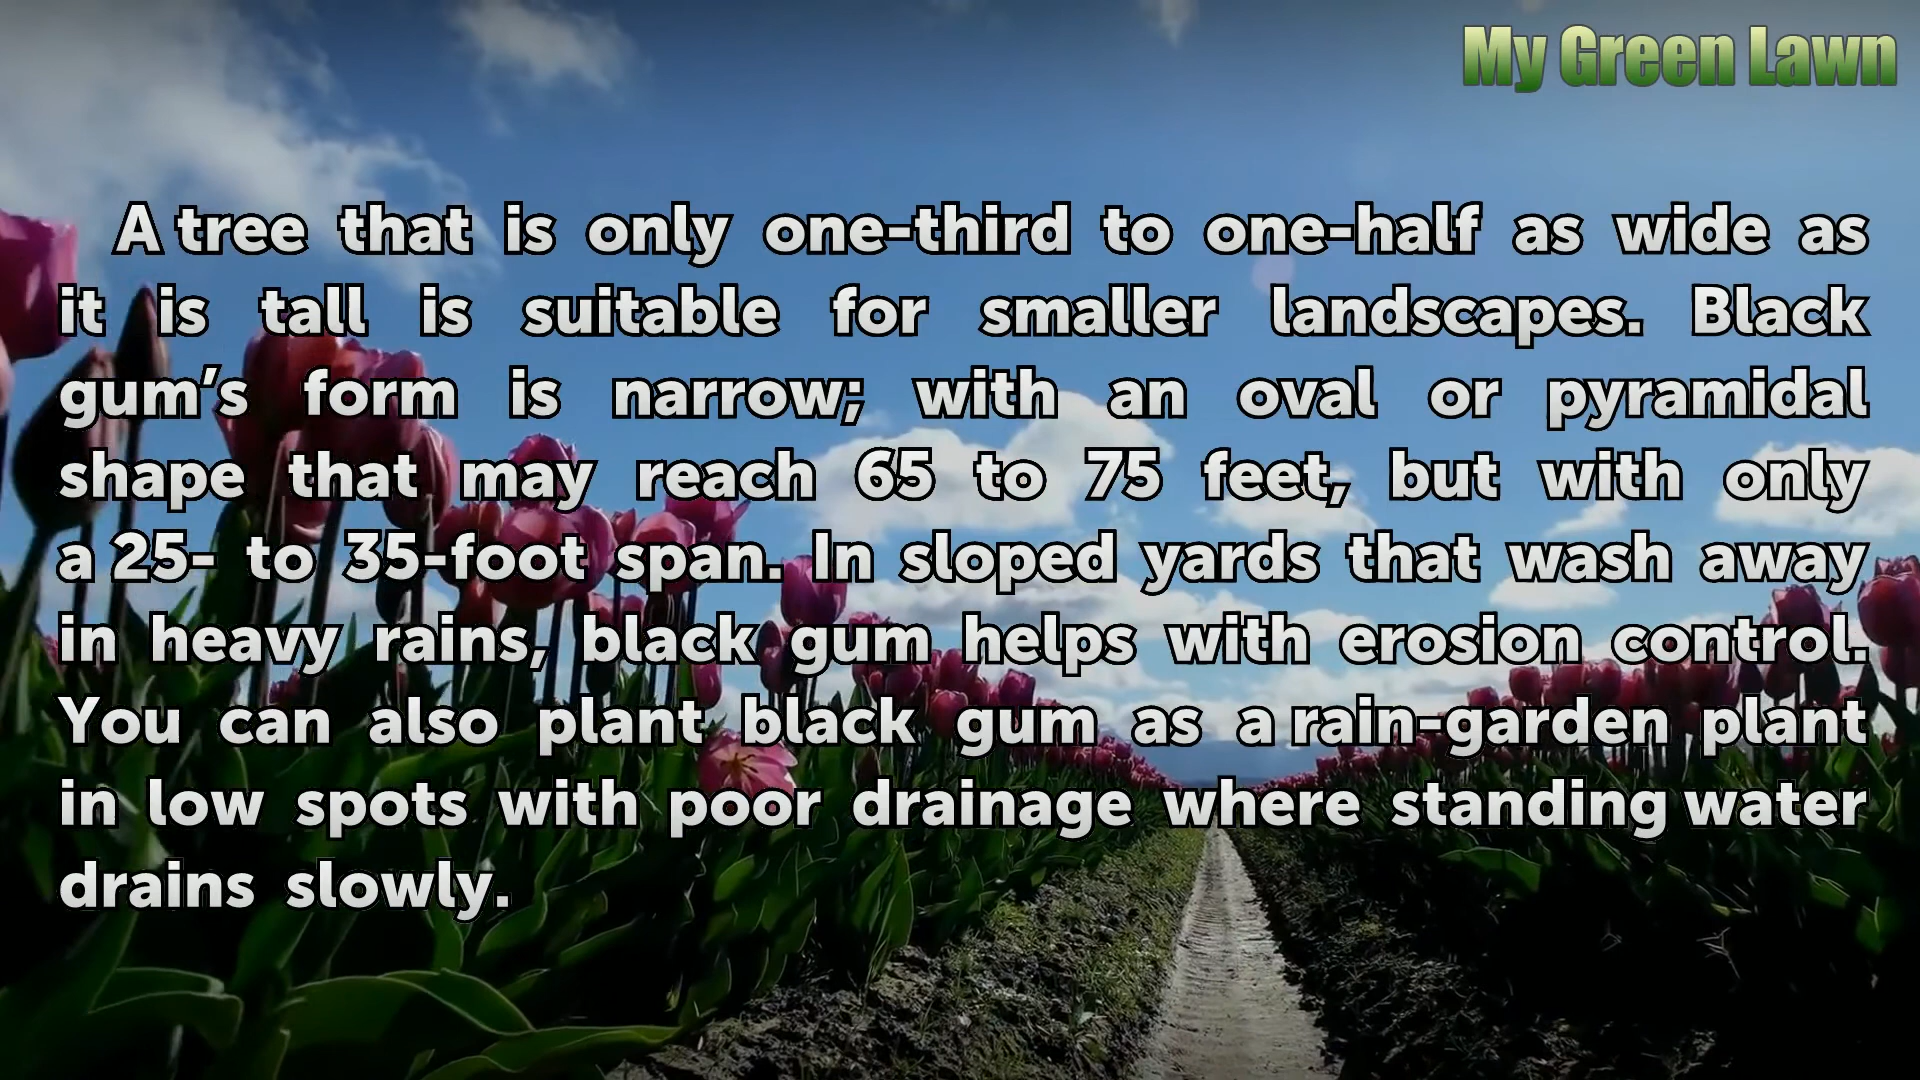 My Green Lawn
A tree that is only one-third to one-half as wide as
it is tall is suitable for smaller landscapes. Black
gum’s form is narrow; with an oval or pyramidal
shape that may reach 65 to 75 feet, but with only
a 25- to 35-foot span. In sloped yards that wash away
in heavy rains, black gum helps with erosion control.
You can also plant black gum as a rain-garden plant
in low spots with poor drainage where standing water
drains slowly.